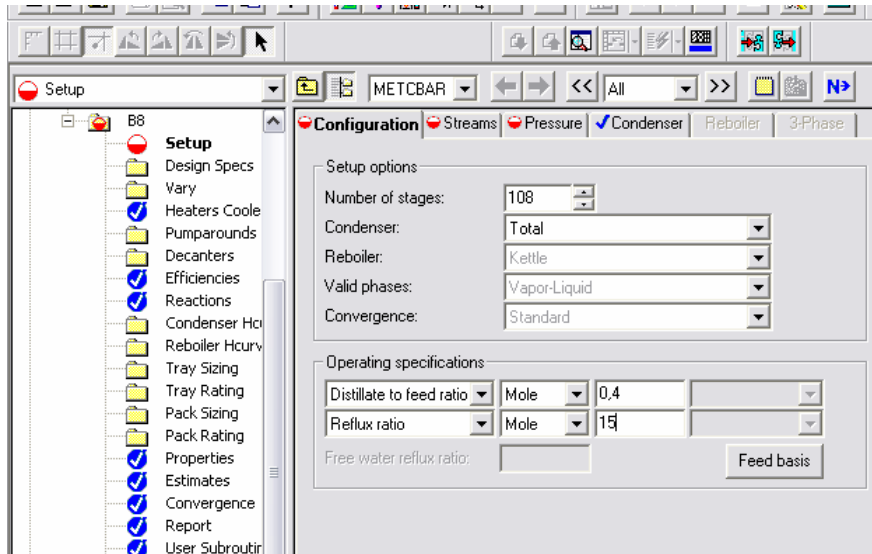 Setup
METCBAR
<<
All
>>
N
B8
Setup
Design Specs
Vary
Heaters Coole
Pumparounds
Decanters
Efficiencies
Reactions
Condenser Hcu
Reboiler Hcurv
Tray Sizing
Tray Rating
Pack Sizing
Pack Rating
Properties
Estimates
Convergence
Report
User Subroutir
Configuration Streams Pressure Condenser Reboiler 3-Phase
Setup options
Number of stages: 108
Condenser: Total
Reboiler: Kettle
Valid phases: Vapor-Liquid
Convergence: Standard
Operating specifications
Distillate to feed ratio Mole 0,4
Reflux ratio Mole 15
Free water reflux ratio: Feed basis